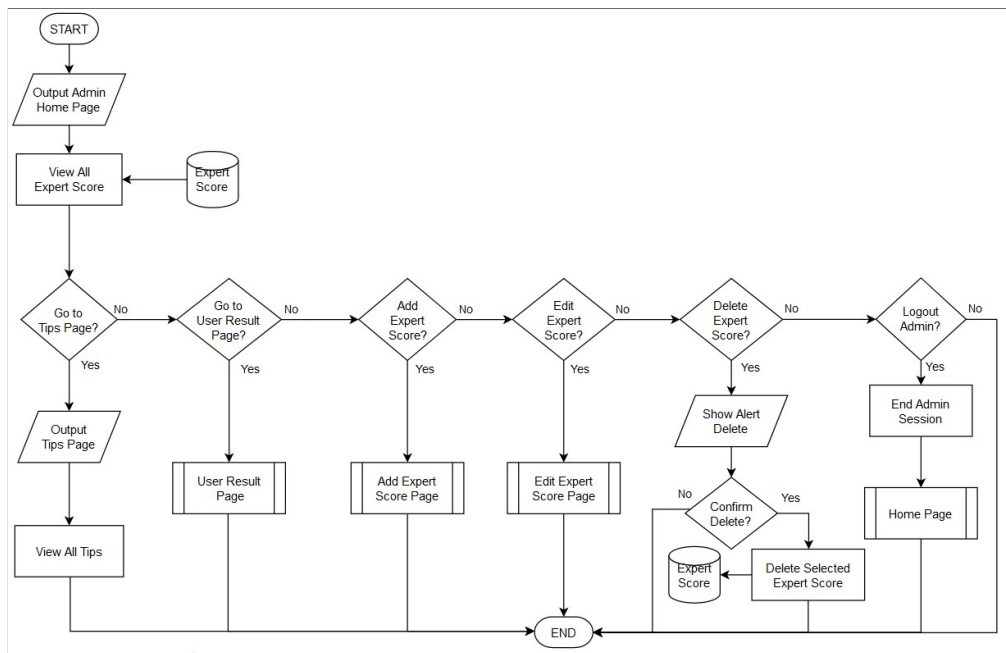 START
Output Admin
Home Page
View All
Expert Score
Expert
Score
Go to
Tips Page?
No
Go to
User Result
Page?
No
Add
Expert
Score?
No
Edit
Expert
Score?
No
Delete
Expert
Score?
No
Logout
Admin?
No
Yes
Yes
Yes
Yes
Yes
Yes
Output
Tips Page
Show Alert
Delete
End Admin
Session
User Result
Page
Add Expert
Score Page
Edit Expert
Score Page
No
Confirm
Delete?
Yes
Home Page
View All Tips
Expert
Score
Delete Selected
Expert Score
END